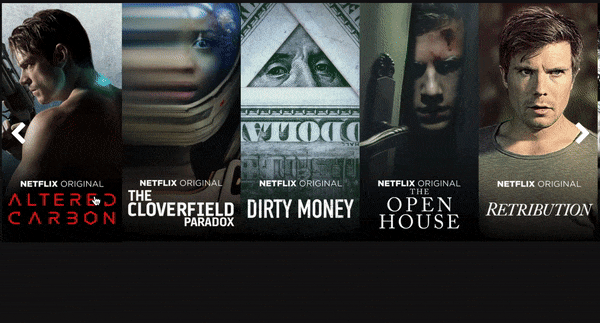 NETFLIX ORIGINAL
ALTERED
CARBON
NETFLIX ORIGINAL
THE
CLOVERFIELD
PARADOX
NETFLIX ORIGINAL
DIRTY MONEY
NETFLIX ORIGINAL
THE
OPEN
HOUSE
NETFLIX ORIGINAL
RETRIBUTION